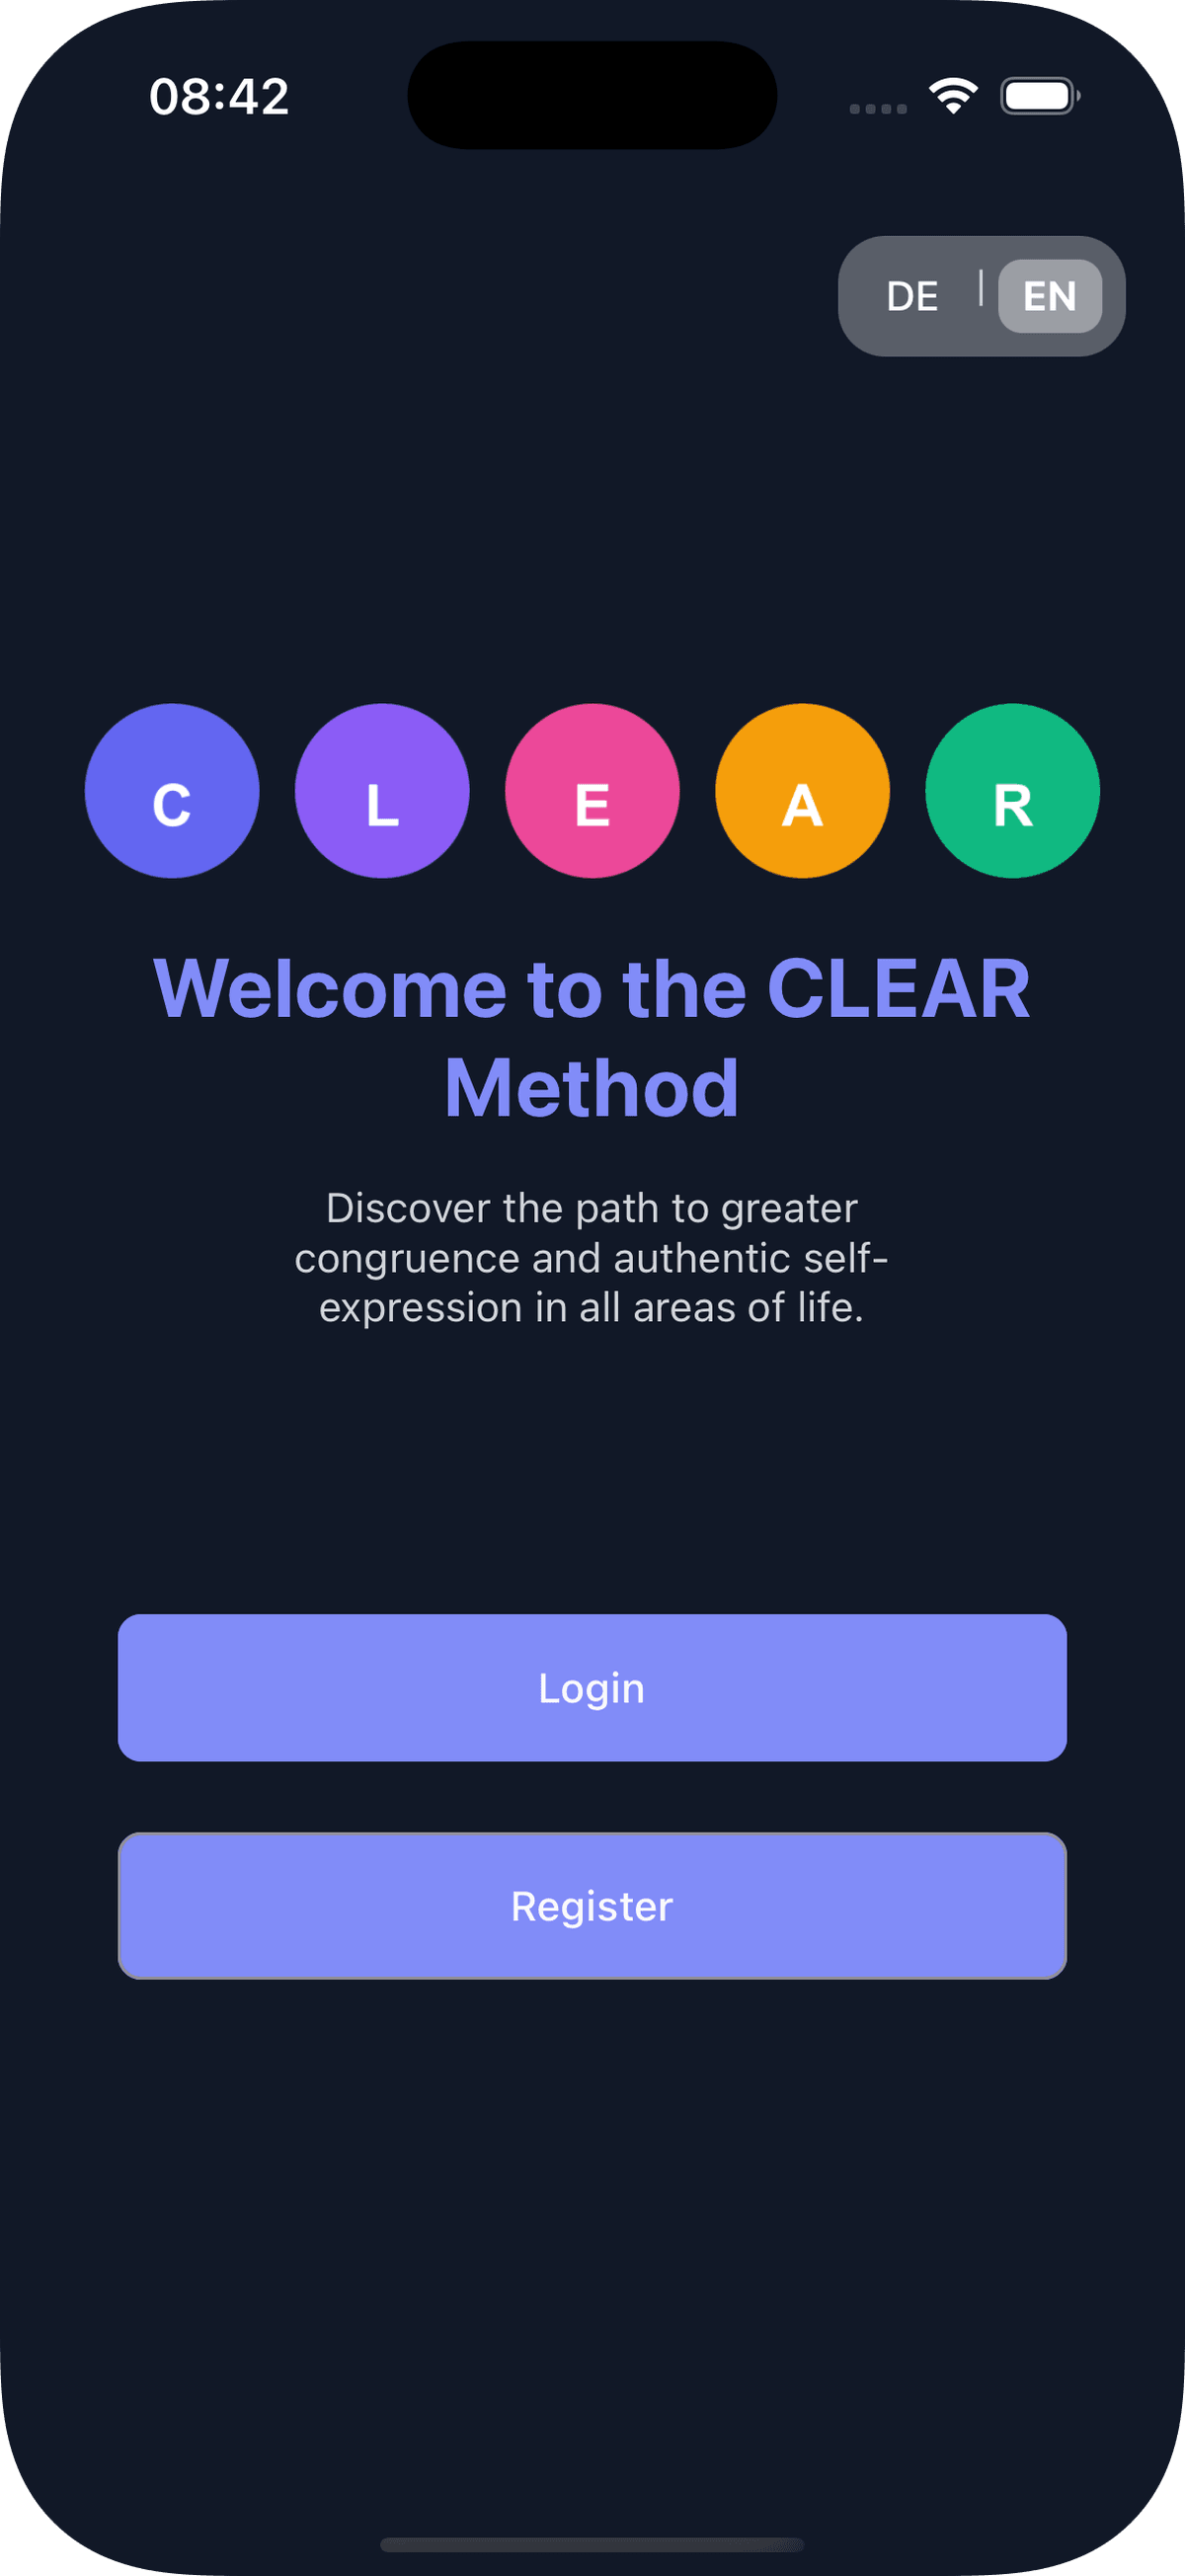 08:42
DE | EN
C L E A R
Welcome to the CLEAR
Method
Discover the path to greater
congruence and authentic self-
expression in all areas of life.
Login
Register